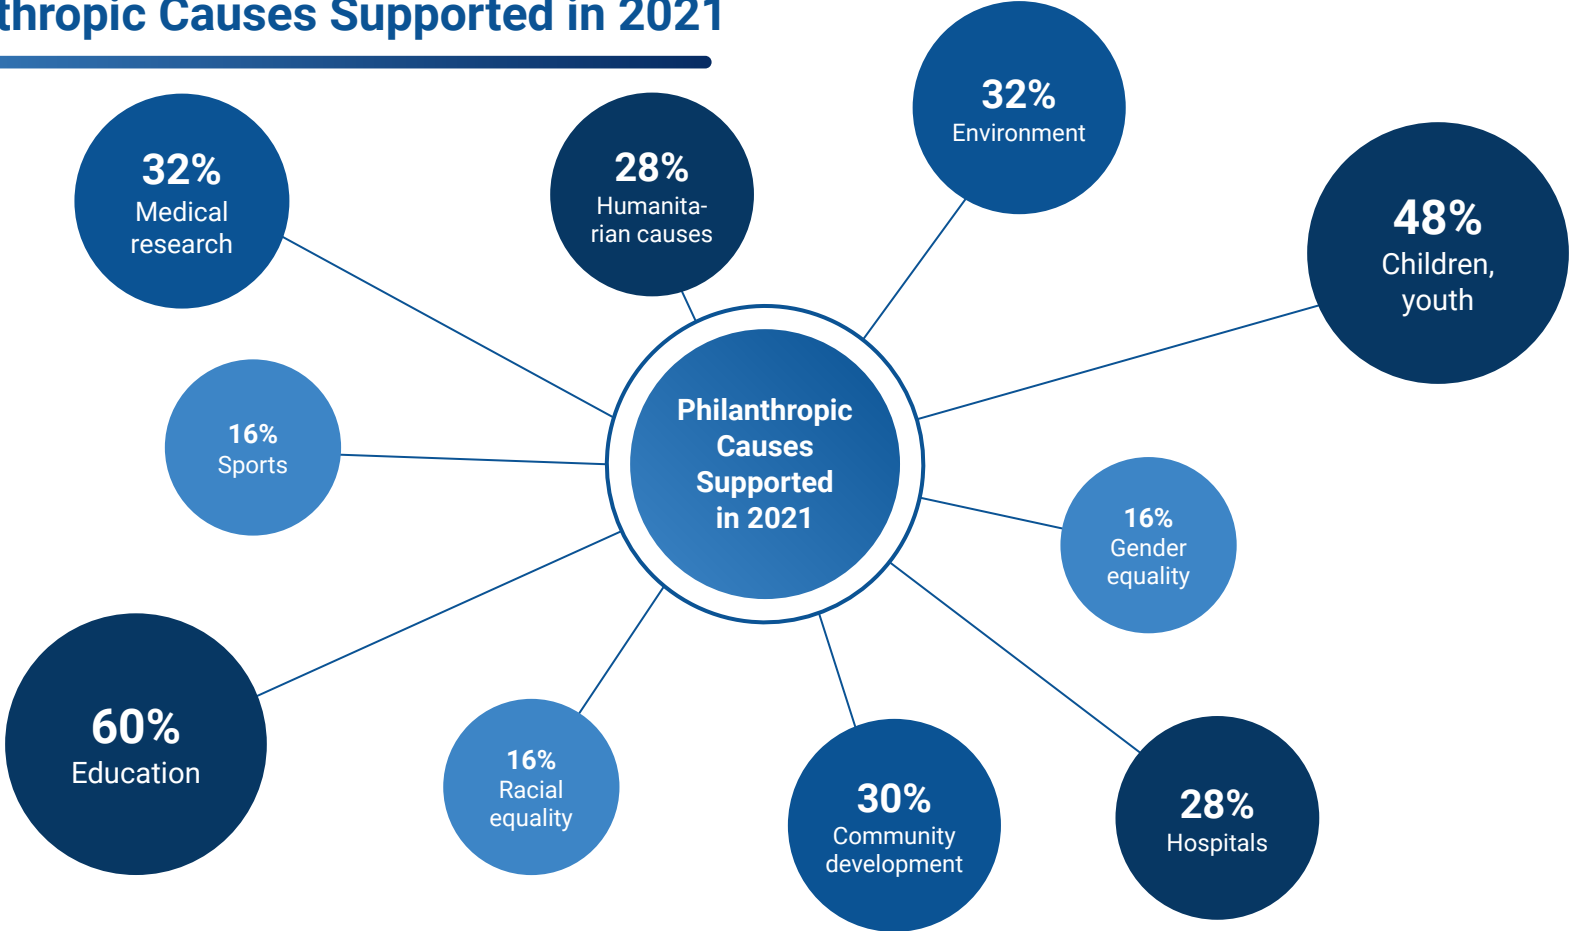 thropic Causes Supported in 2021
32%
Environment
32%
Medical
research
28%
Humanita-
rian causes
48%
Children,
youth
Philanthropic
Causes
Supported
in 2021
16%
Sports
16%
Gender
equality
60%
Education
16%
Racial
equality
30%
Community
development
28%
Hospitals